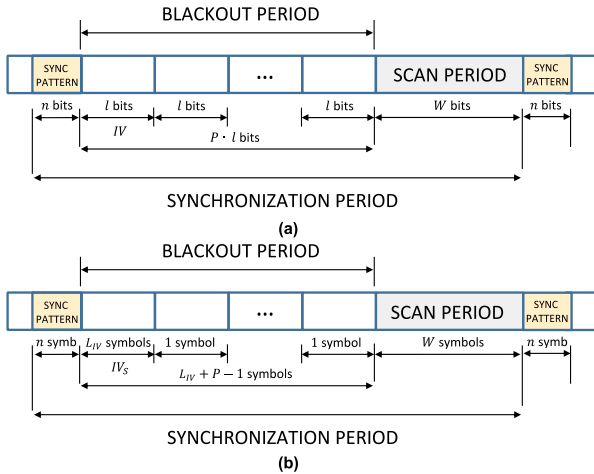 BLACKOUT PERIOD
SYNC PATTERN ... SCAN PERIOD SYNC PATTERN
n bits l bits l bits l bits W bits n bits
IV
P · l bits
SYNCHRONIZATION PERIOD
(a)
BLACKOUT PERIOD
SYNC PATTERN ... SCAN PERIOD SYNC PATTERN
n symb L_IV symbols 1 symbol 1 symbol W symbols n symb
IV_S
L_IV + P − 1 symbols
SYNCHRONIZATION PERIOD
(b)